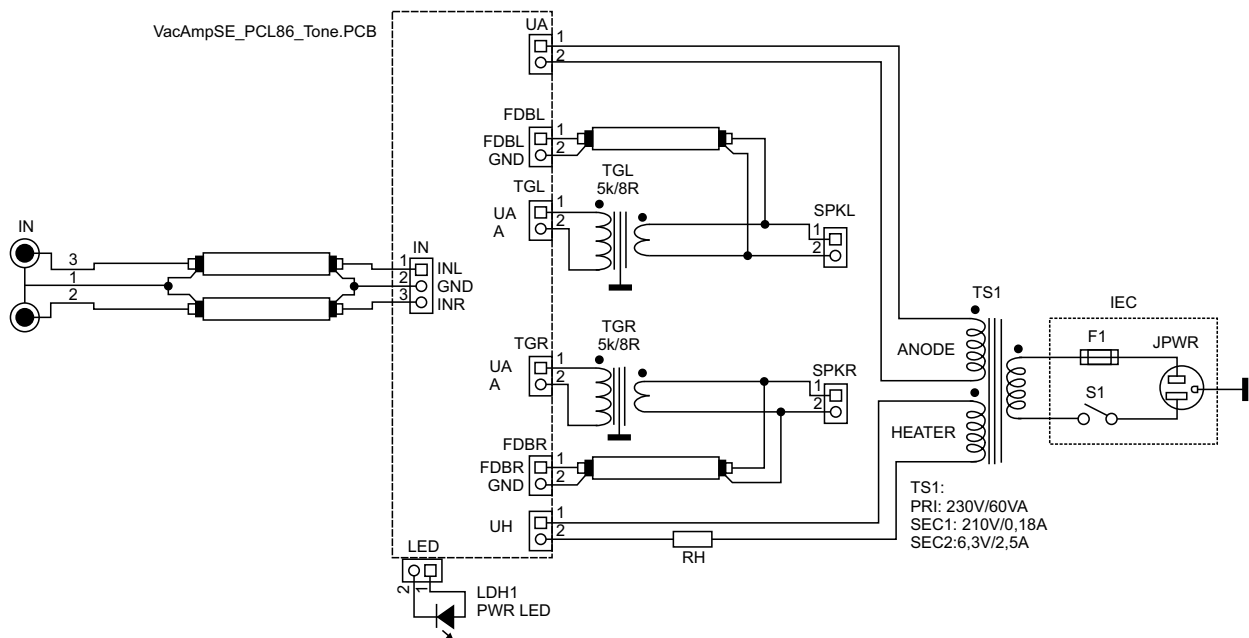 VacAmpSE_PCL86_Tone.PCB
UA
1
2
FDBL
FDBL
GND
1
2
TGL
UA
A
1
2
TGL
5k/8R
SPKL
1
2
IN
3
1
2
IN
1
2
3
INL
GND
INR
TGR
UA
A
1
2
TGR
5k/8R
SPKR
1
2
FDBR
FDBR
GND
1
2
UH
1
2
RH
TS1
ANODE
HEATER
IEC
F1
JPWR
S1
TS1:
PRI: 230V/60VA
SEC1: 210V/0,18A
SEC2:6,3V/2,5A
LED
2
1
LDH1
PWR LED